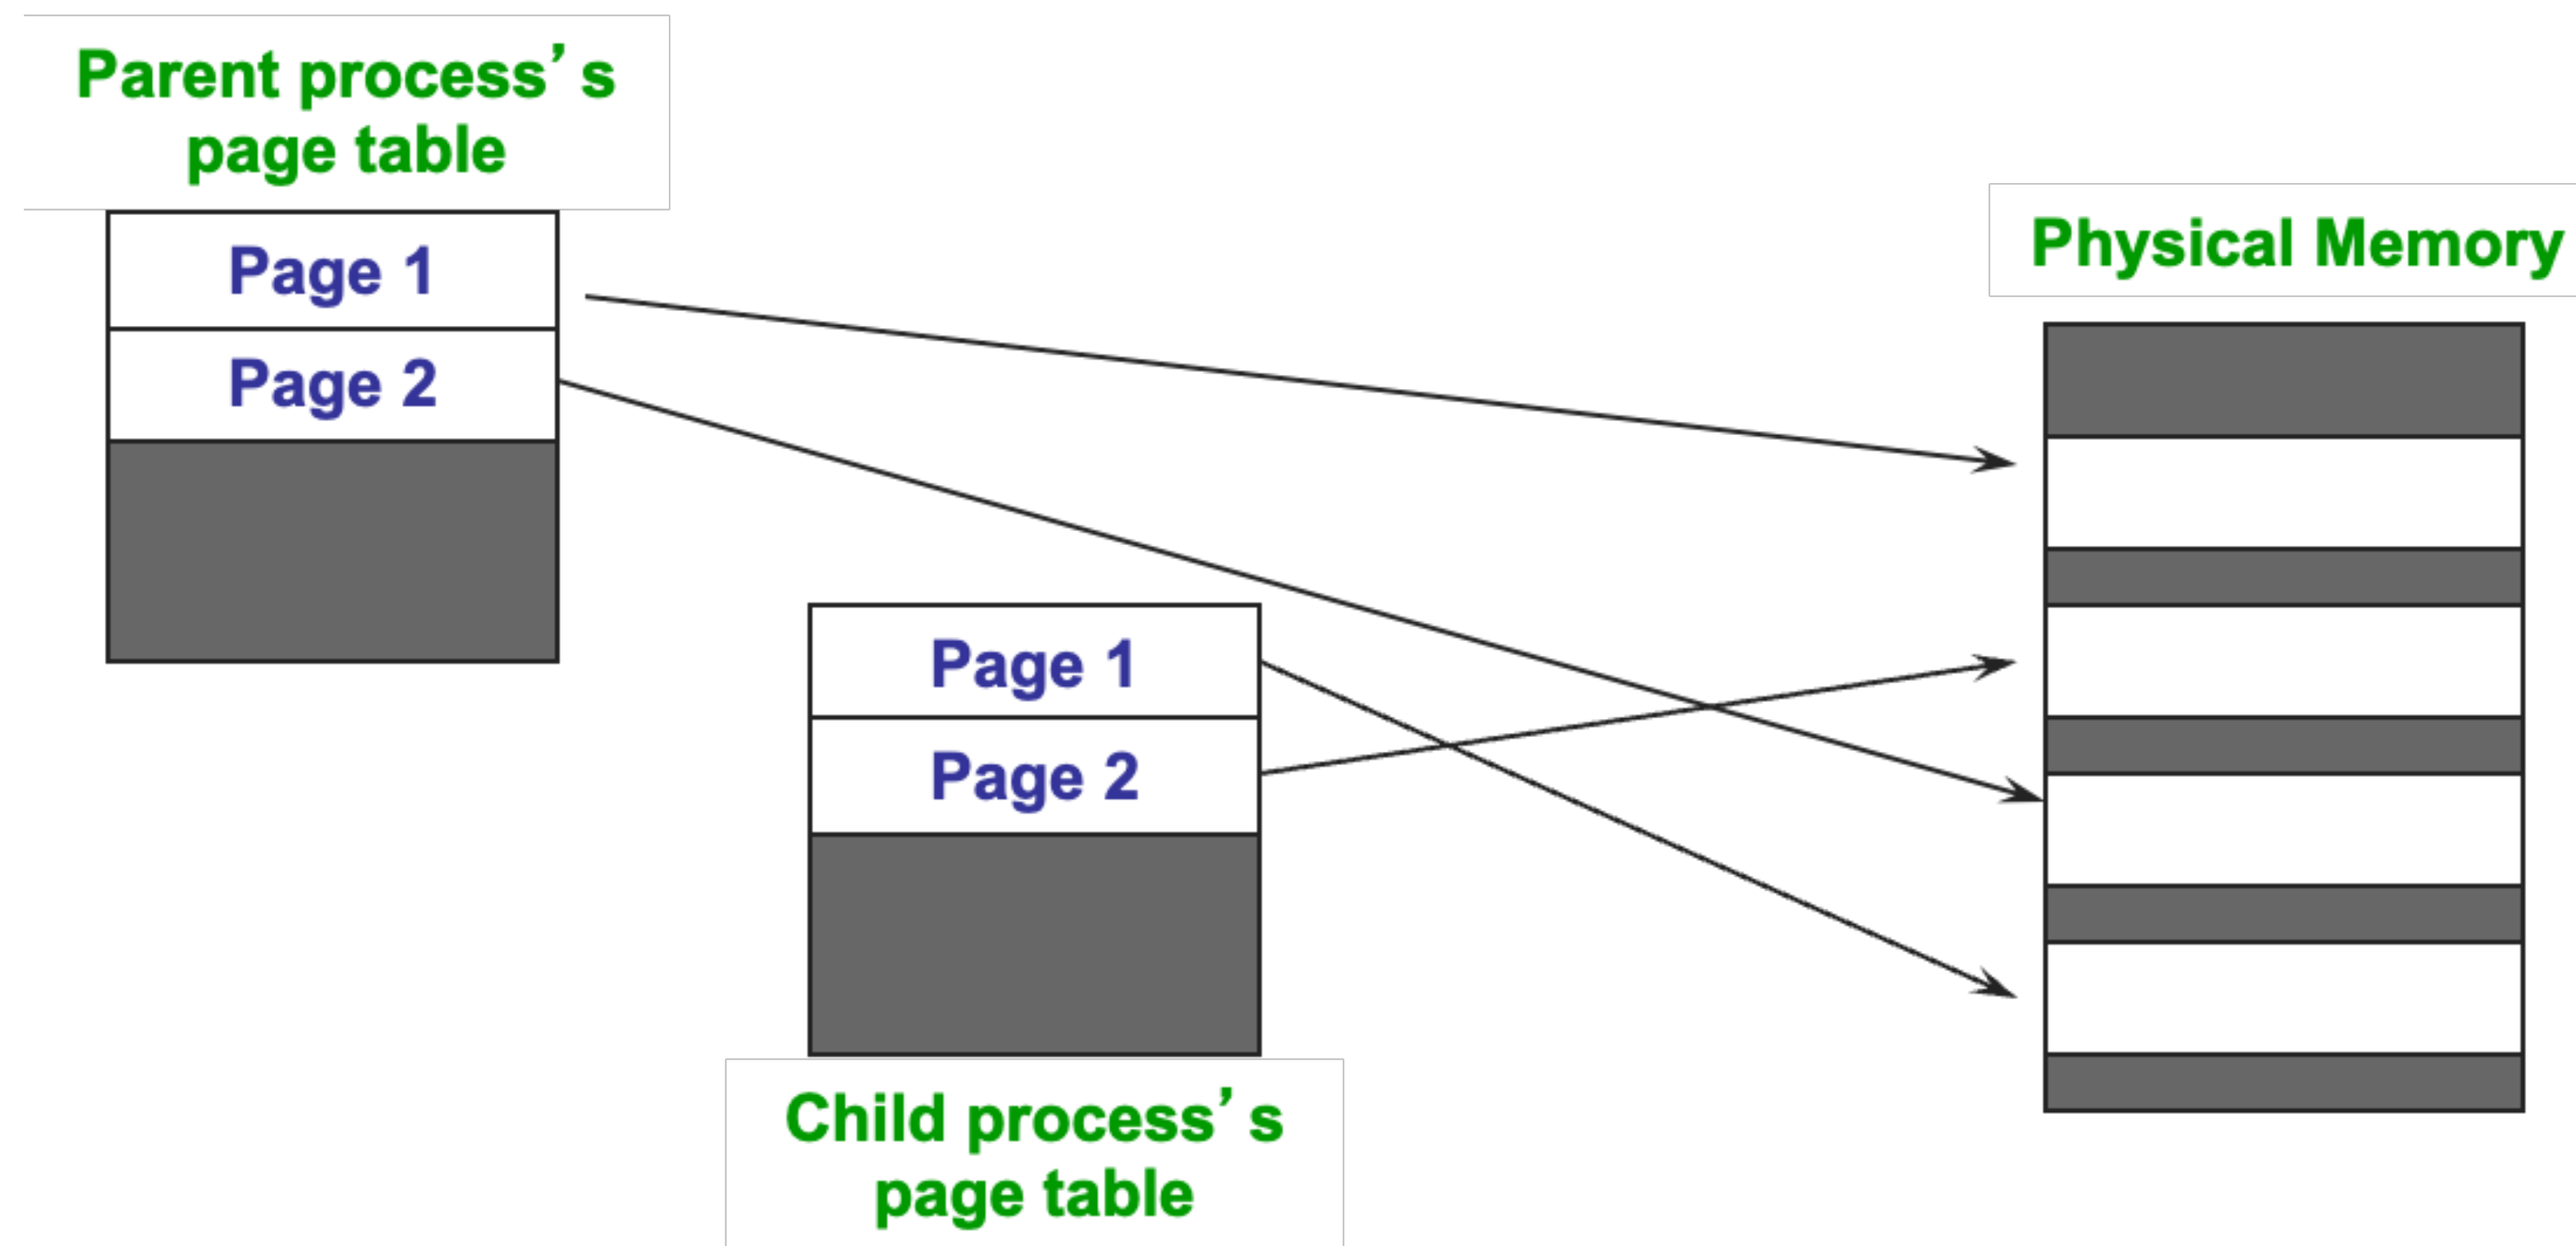 Parent process’s
page table
Page 1
Page 2
Physical Memory
Page 1
Page 2
Child process’s
page table